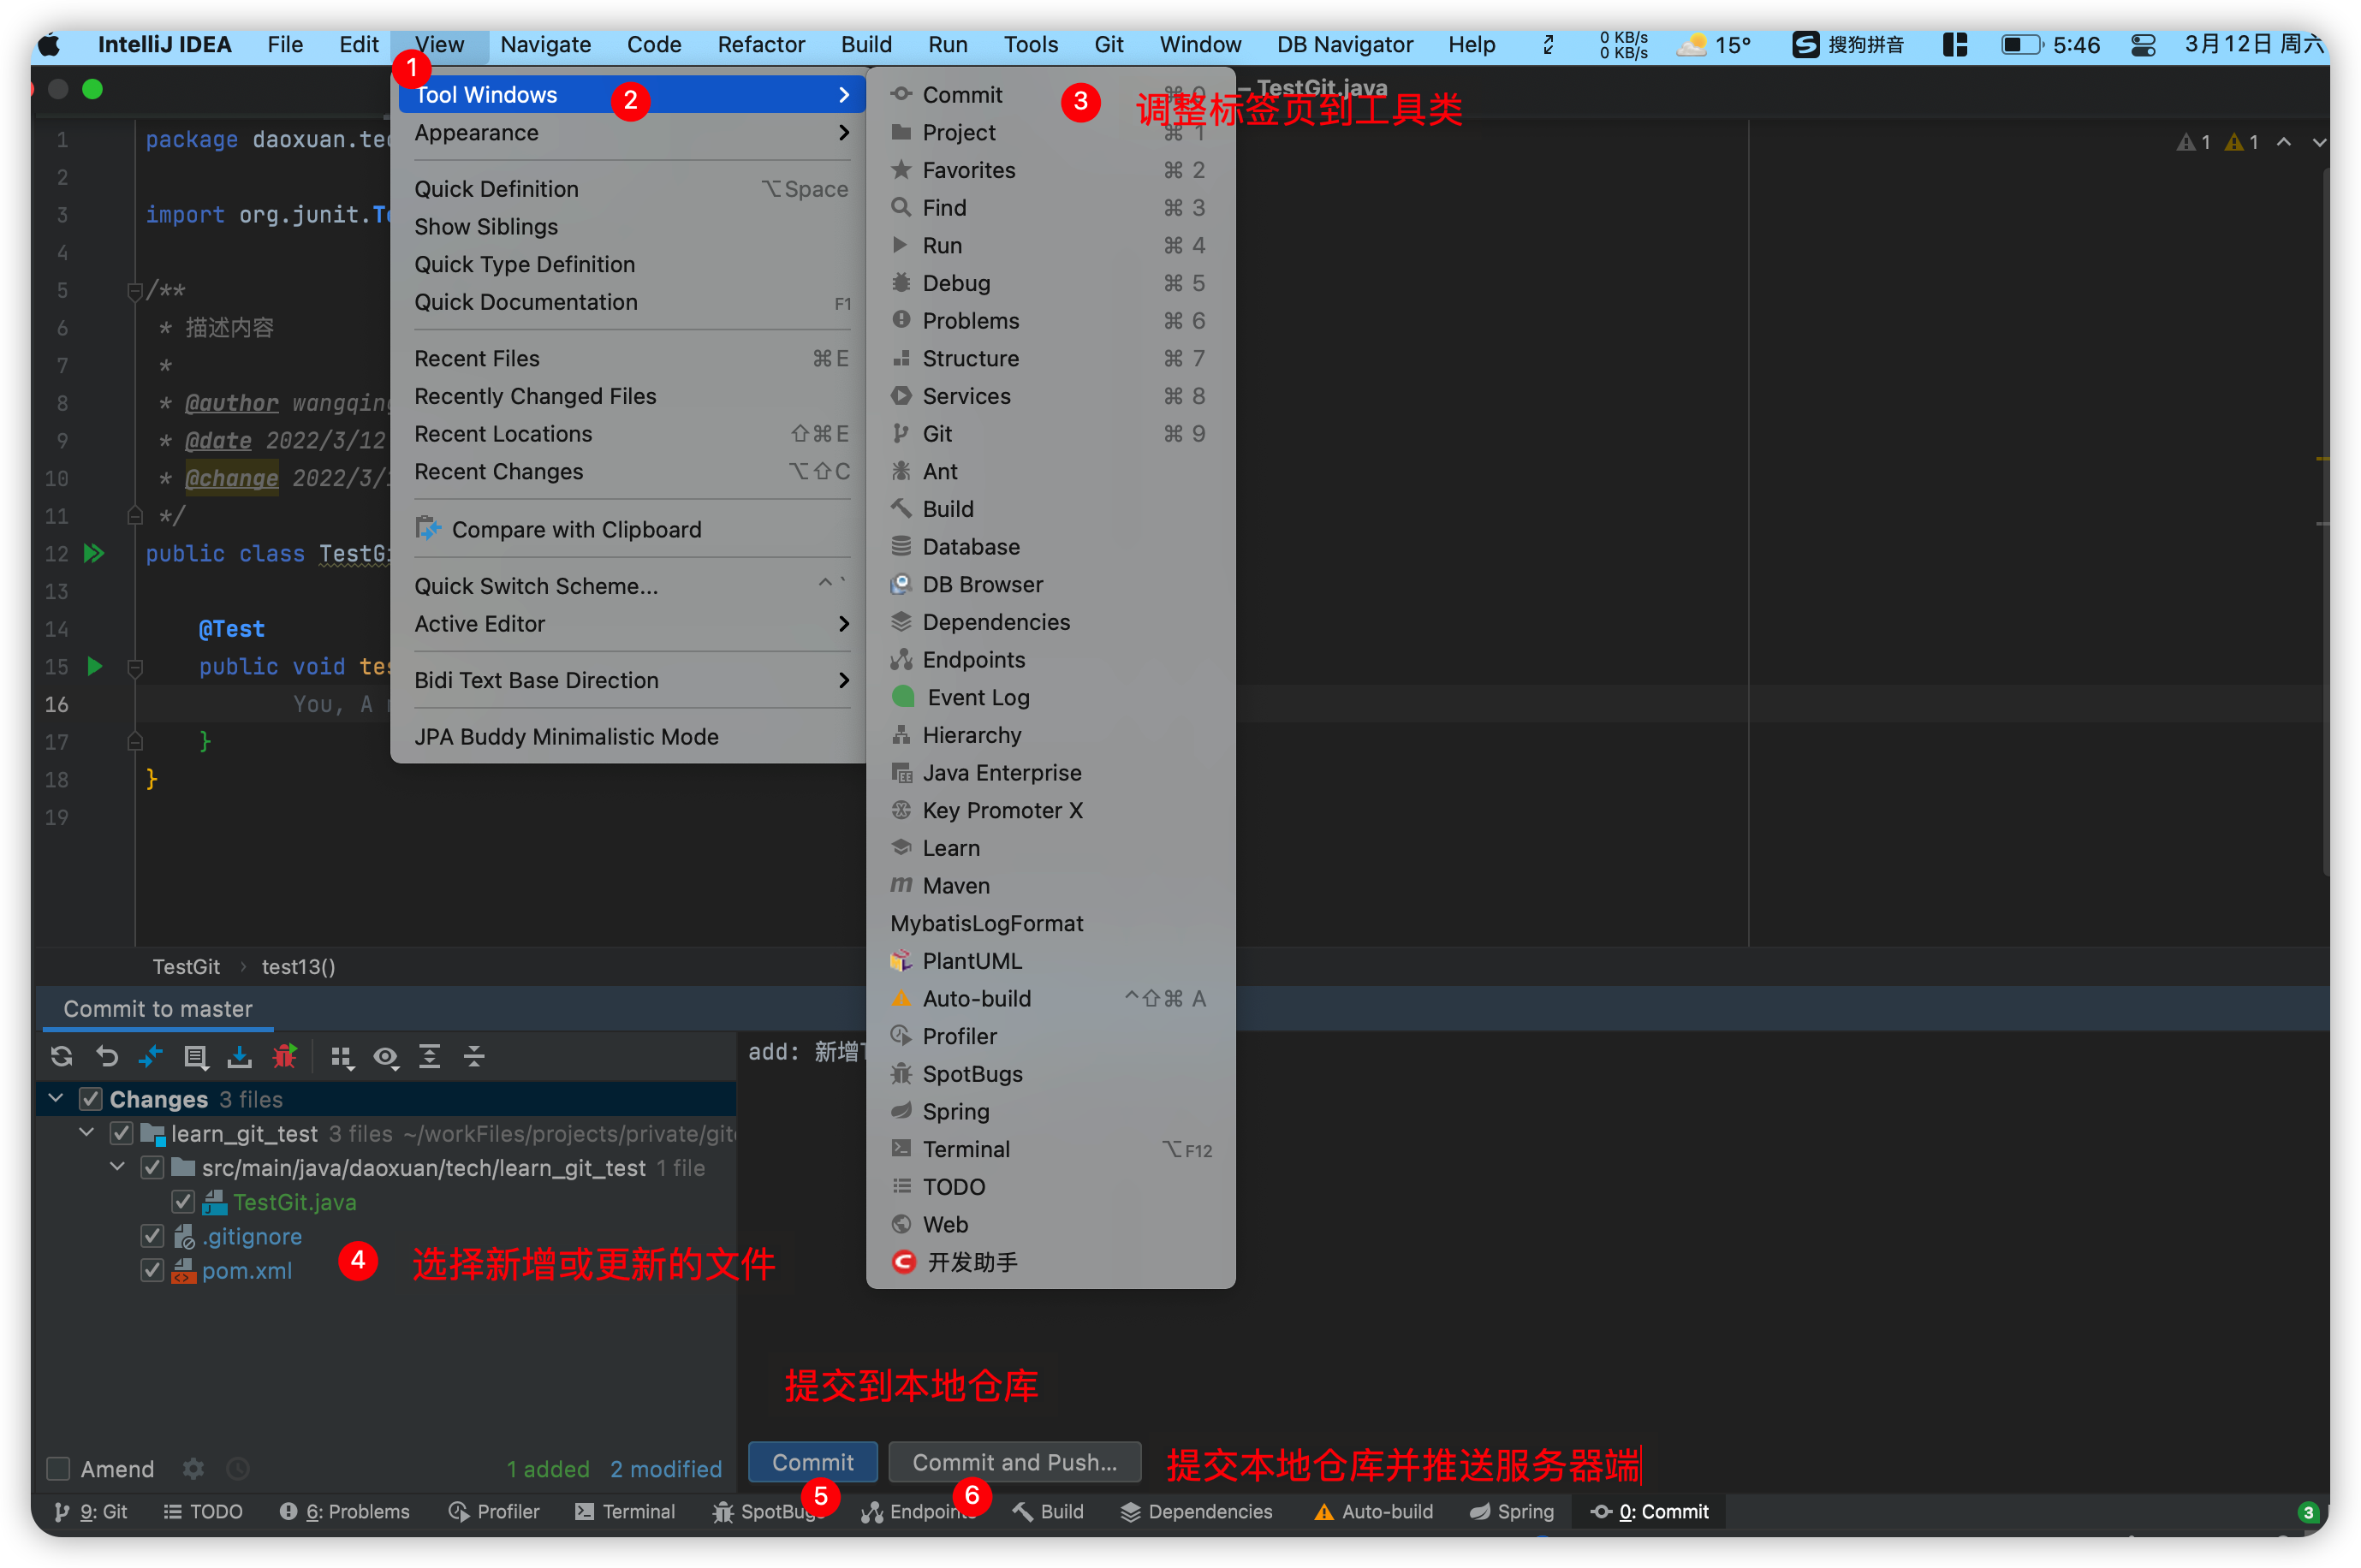 IntelliJ IDEA File Edit View Navigate Code Refactor Build Run Tools Git Window DB Navigator Help 0 KB/s 0 KB/s 15° 搜狗拼音 5:46 3月12日 周六
1
Tool Windows 2
Appearance
Quick Definition ⌥Space
Show Siblings
Quick Type Definition
Quick Documentation F1
Recent Files ⌘E
Recently Changed Files
Recent Locations ⇧⌘E
Recent Changes ⌥⇧C
Compare with Clipboard
Quick Switch Scheme... ^ `
Active Editor
Bidi Text Base Direction
JPA Buddy Minimalistic Mode
Commit ⌘ 0
Project ⌘ 1
Favorites ⌘ 2
Find ⌘ 3
Run ⌘ 4
Debug ⌘ 5
Problems ⌘ 6
Structure ⌘ 7
Services ⌘ 8
Git ⌘ 9
Ant
Build
Database
DB Browser
Dependencies
Endpoints
Event Log
Hierarchy
Java Enterprise
Key Promoter X
Learn
Maven
MybatisLogFormat
PlantUML
Auto-build ^⇧⌘ A
Profiler
SpotBugs
Spring
Terminal ⌥F12
TODO
Web
开发助手
3 调整标签页到工具类
– TestGit.java
1 1
1 package daoxuan.tec
2
3 import org.junit.Te
4
5 /**
6 * 描述内容
7 *
8 * @author wangqing
9 * @date 2022/3/12
10 * @change 2022/3/
11 */
12 public class TestGi
13
14 @Test
15 public void tes
16 You, A
17 }
18 }
19
TestGit › test13()
Commit to master
Changes 3 files
learn_git_test 3 files ~/workFiles/projects/private/git
src/main/java/daoxuan/tech/learn_git_test 1 file
TestGit.java
.gitignore
pom.xml
4 选择新增或更新的文件
add: 新增
提交到本地仓库
Amend 1 added 2 modified
Commit Commit and Push... 提交本地仓库并推送服务器端
5 6
9: Git TODO 6: Problems Profiler Terminal SpotBugs Endpoints Build Dependencies Auto-build Spring 0: Commit 3